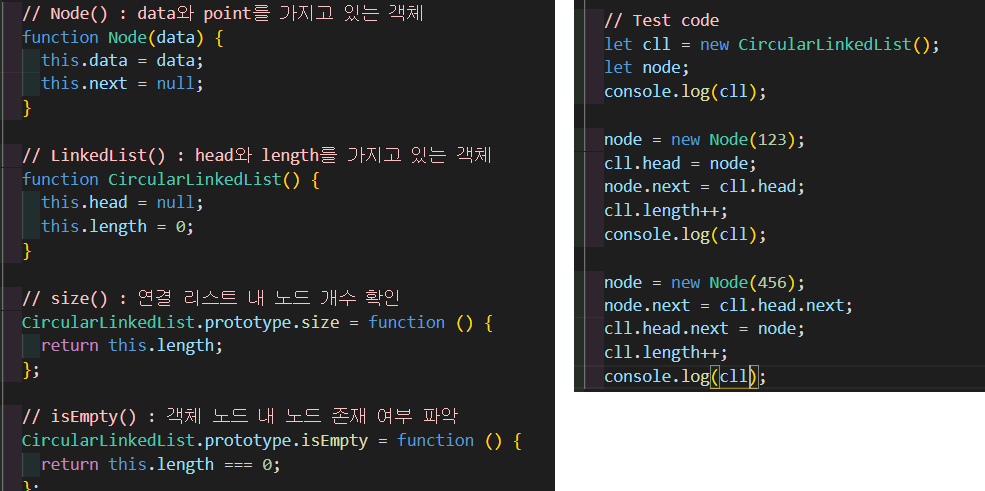 // Node() : data와 point를 가지고 있는 객체
function Node(data) {
  this.data = data;
  this.next = null;
}

// LinkedList() : head와 length를 가지고 있는 객체
function CircularLinkedList() {
  this.head = null;
  this.length = 0;
}

// size() : 연결 리스트 내 노드 개수 확인
CircularLinkedList.prototype.size = function () {
  return this.length;
};

// isEmpty() : 객체 노드 내 노드 존재 여부 파악
CircularLinkedList.prototype.isEmpty = function () {
  return this.length === 0;
};

// Test code
let cll = new CircularLinkedList();
let node;
console.log(cll);

node = new Node(123);
cll.head = node;
node.next = cll.head;
cll.length++;
console.log(cll);

node = new Node(456);
node.next = cll.head.next;
cll.head.next = node;
cll.length++;
console.log(cll);